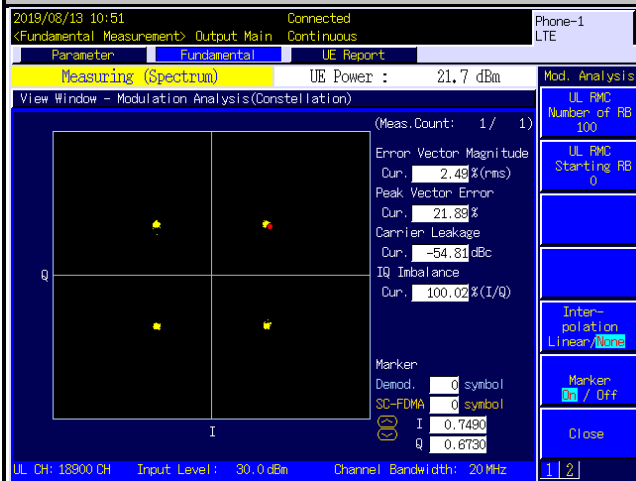 2019/08/13 10:51 Connected Phone-1
<Fundamental Measurement> Output Main Continuous LTE
Parameter Fundamental UE Report
Measuring (Spectrum) UE Power : 21.7 dBm Mod. Analysis
View Window - Modulation Analysis(Constellation)
UL RMC
Number of RB
100
(Meas.Count: 1/ 1)
Error Vector Magnitude
Cur. 2.49 %(rms)
Peak Vector Error
Cur. 21.89 %
Carrier Leakage
Cur. -54.81 dBc
IQ Imbalance
Cur. 100.02 %(I/Q)
UL RMC
Starting RB
0
Q
I
Inter-
polation
Linear/None
Marker
Demod. 0 symbol
SC-FDMA 0 symbol
I 0.7490
Q 0.6730
Marker
On / Off
Close
UL CH: 18900 CH Input Level: 30.0 dBm Channel Bandwidth: 20 MHz 1 2